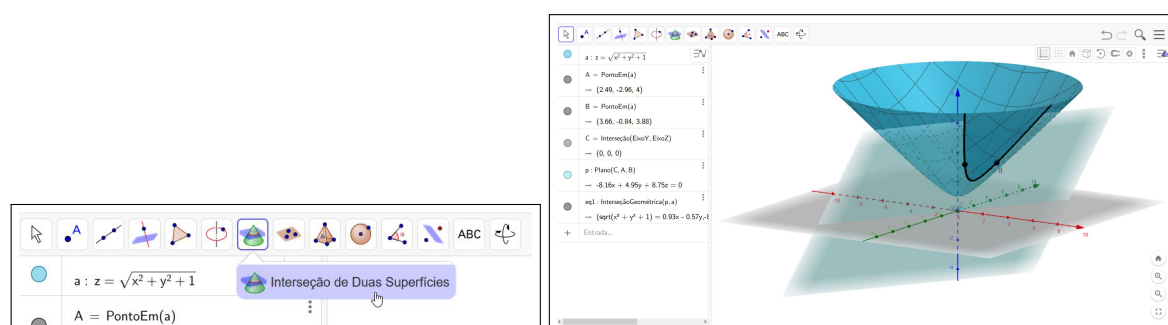 ABC
a : z = √x² + y² + 1
Interseção de Duas Superfícies
A = PontoEm(a)
ABC
a : z = √x² + y² + 1
A = PontoEm(a)
→ (2.49, -2.96, 4)
B = PontoEm(a)
→ (3.66, -0.84, 3.88)
C = Interseção(EixoY, EixoZ)
→ (0, 0, 0)
p : Plano(C, A, B)
→ -8.16x + 4.95y + 8.75z = 0
eq1 : InterseçãoGeométrica(p, a)
→ (sqrt(x² + y² + 1) = 0.93x - 0.57y,-8
Entrada...
B